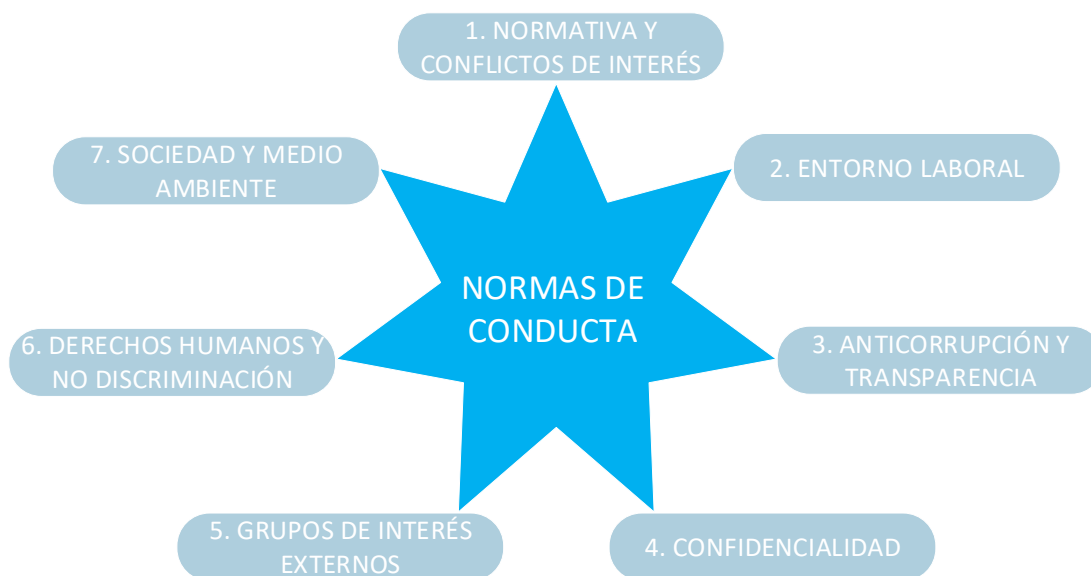 1. NORMATIVA Y
CONFLICTOS DE INTERÉS
7. SOCIEDAD Y MEDIO
AMBIENTE
2. ENTORNO LABORAL
NORMAS DE
CONDUCTA
6. DERECHOS HUMANOS Y
NO DISCRIMINACIÓN
3. ANTICORRUPCIÓN Y
TRANSPARENCIA
5. GRUPOS DE INTERÉS
EXTERNOS
4. CONFIDENCIALIDAD